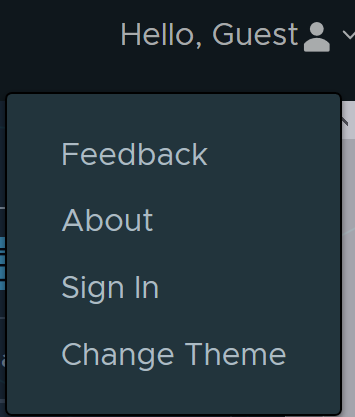 Hello, Guest
Feedback
About
Sign In
Change Theme